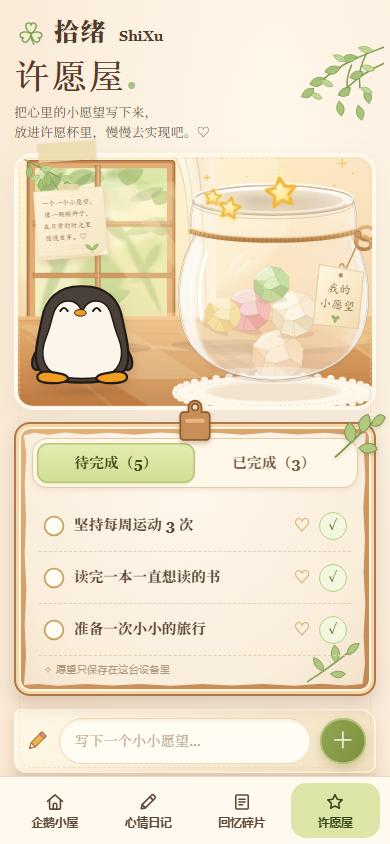 拾绪 ShiXu
许愿屋
把心里的小愿望写下来，
放进许愿杯里，慢慢去实现吧。♡
一个一个小愿望，
像一颗颗种子，
在日常的时光里
慢慢发芽。♡
我的
小愿望
待完成（5） 已完成（3）
坚持每周运动 3 次
读完一本一直想读的书
准备一次小小的旅行
愿望只保存在这台设备里
写下一个小小愿望...
企鹅小屋 心情日记 回忆碎片 许愿屋